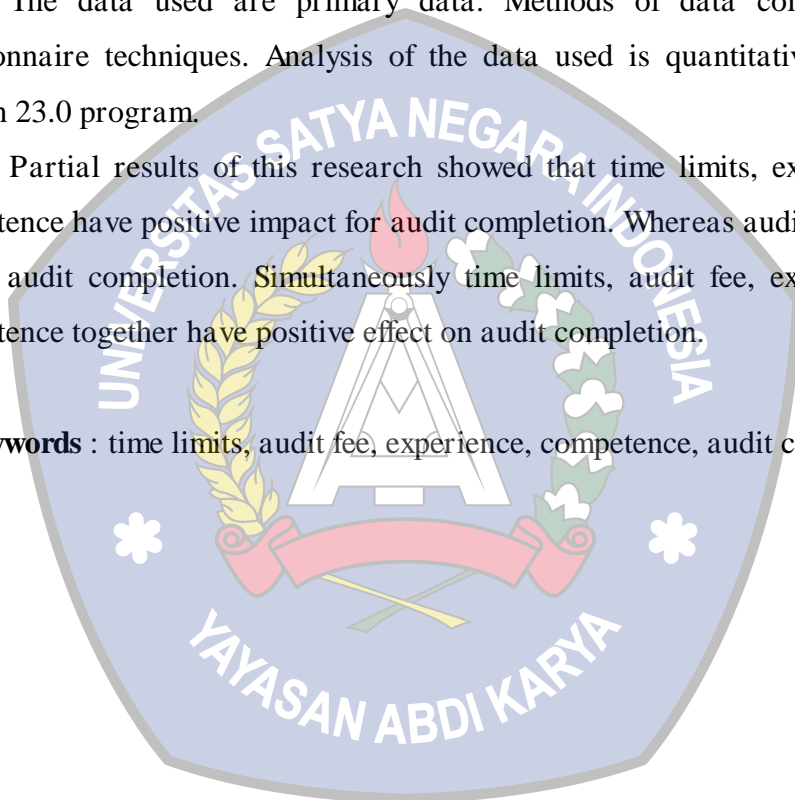 The data used are primary data. Methods of data con
onnaire techniques. Analysis of the data used is quantitativ
n 23.0 program.
Partial results of this research showed that time limits, ex
tence have positive impact for audit completion. Whereas audi
audit completion. Simultaneously time limits, audit fee, ex
tence together have positive effect on audit completion.
ywords : time limits, audit fee, experience, competence, audit c
UNIVERSITAS SATYA NEGARA INDONESIA
YAYASAN ABDI KARYA